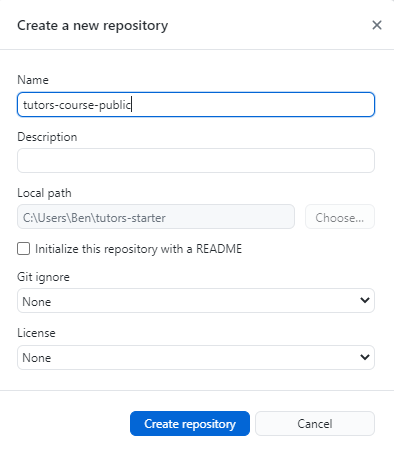 Create a new repository
Name
tutors-course-public
Description
Local path
C:\Users\Ben\tutors-starter
Choose...
Initialize this repository with a README
Git ignore
None
License
None
Create repository
Cancel